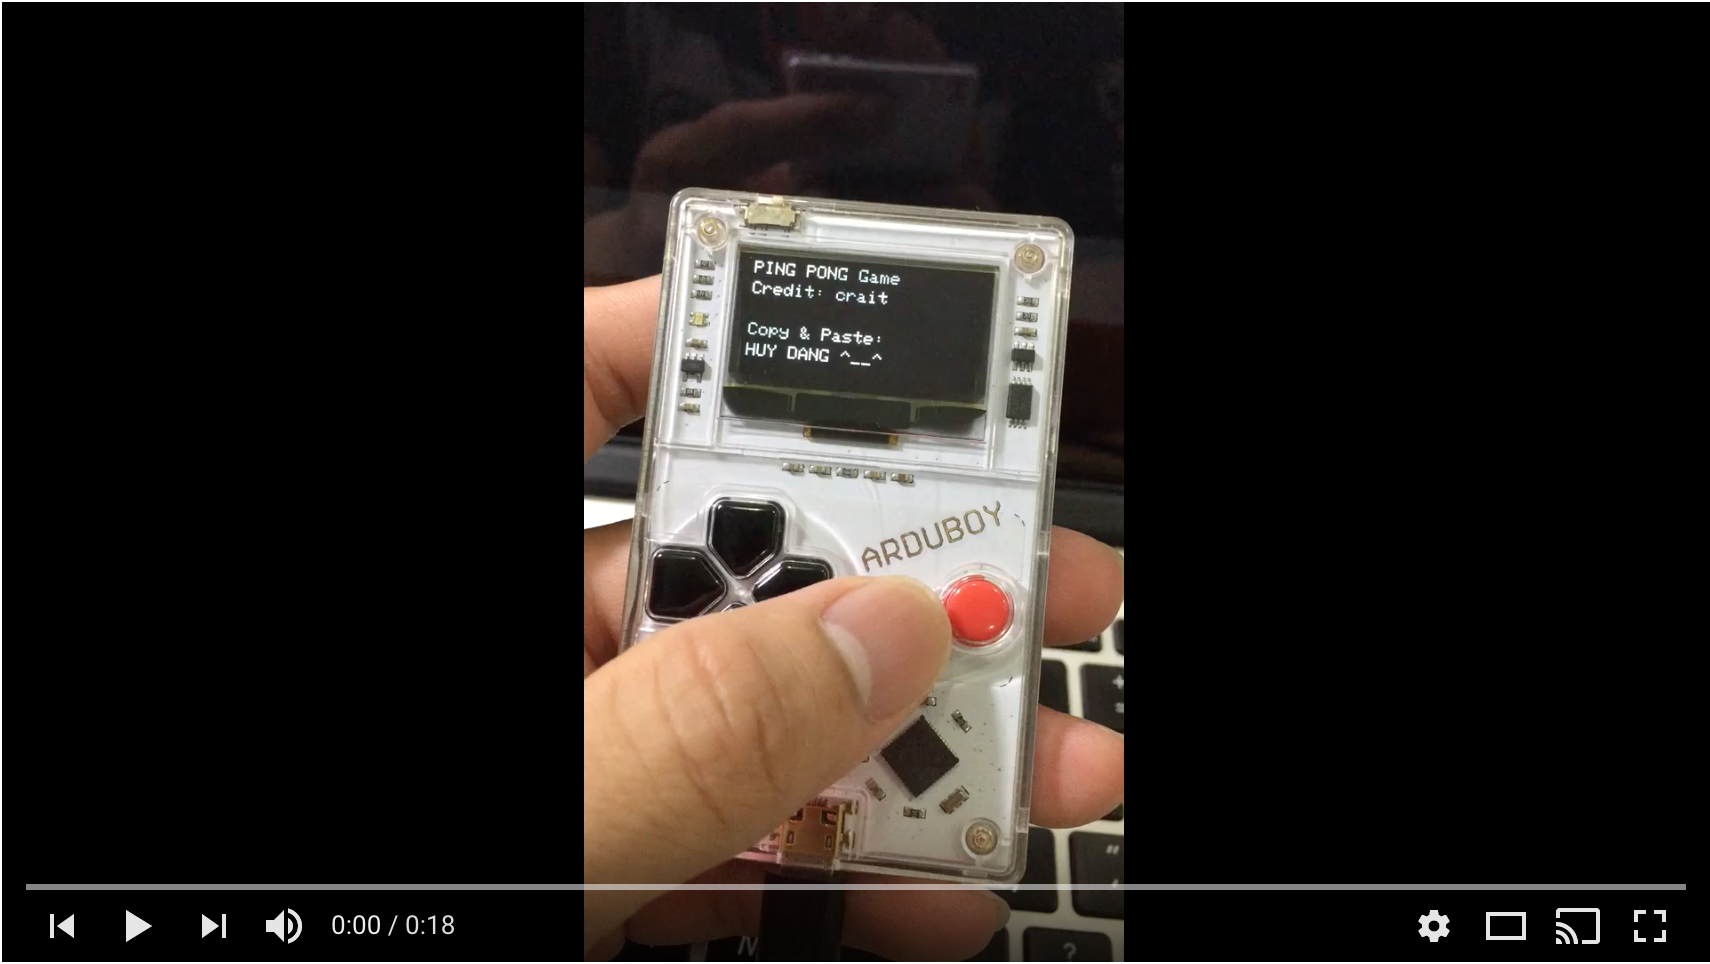 PING PONG Game
Credit: crait
Copy & Paste:
HUY DANG ^__^
ARDUBOY
N
?
0:00 / 0:18